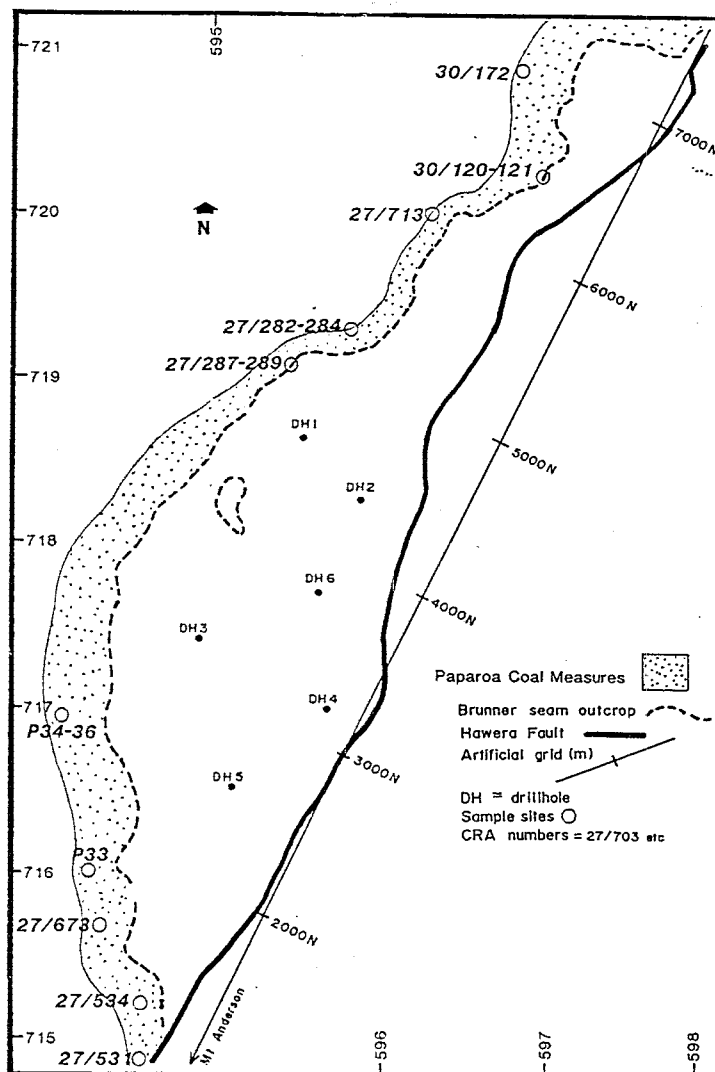 721
595
30/172
7000N
30/120-121
720
27/713
N
6000N
27/282-284
719
27/287-289
DH1
5000N
DH2
718
DH6
4000N
DH3
Paparoa Coal Measures
717
DH4
P34-36
Brunner seam outcrop
Hawera Fault
3000N
Artificial grid (m)
DH5
DH = drillhole
Sample sites
CRA numbers = 27/703 etc
P33
716
27/673
2000N
27/534
Mt Anderson
715
27/531
596
597
598